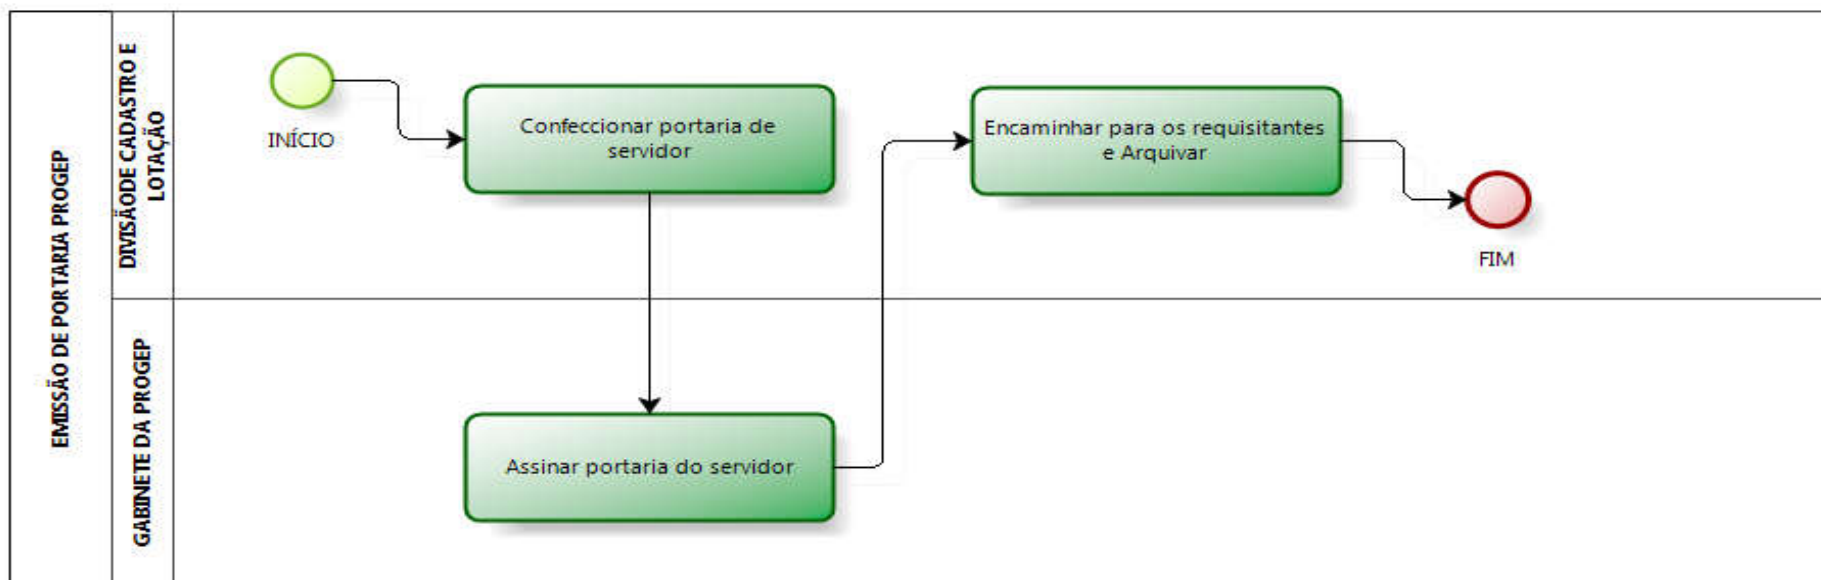 EMISSÃO DE PORTARIA PROGEP
DIVISÃODE CADASTRO E
LOTAÇÃO
INÍCIO
Confeccionar portaria de
servidor
Encaminhar para os requisitantes
e Arquivar
FIM
GABINETE DA PROGEP
Assinar portaria do servidor